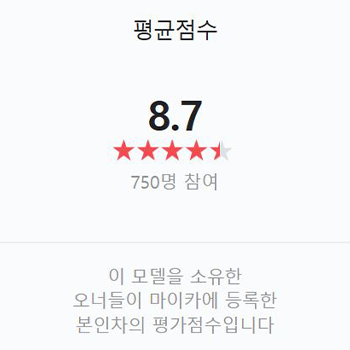 평균점수
8.7
750명 참여
이 모델을 소유한
오너들이 마이카에 등록한
본인차의 평가점수입니다